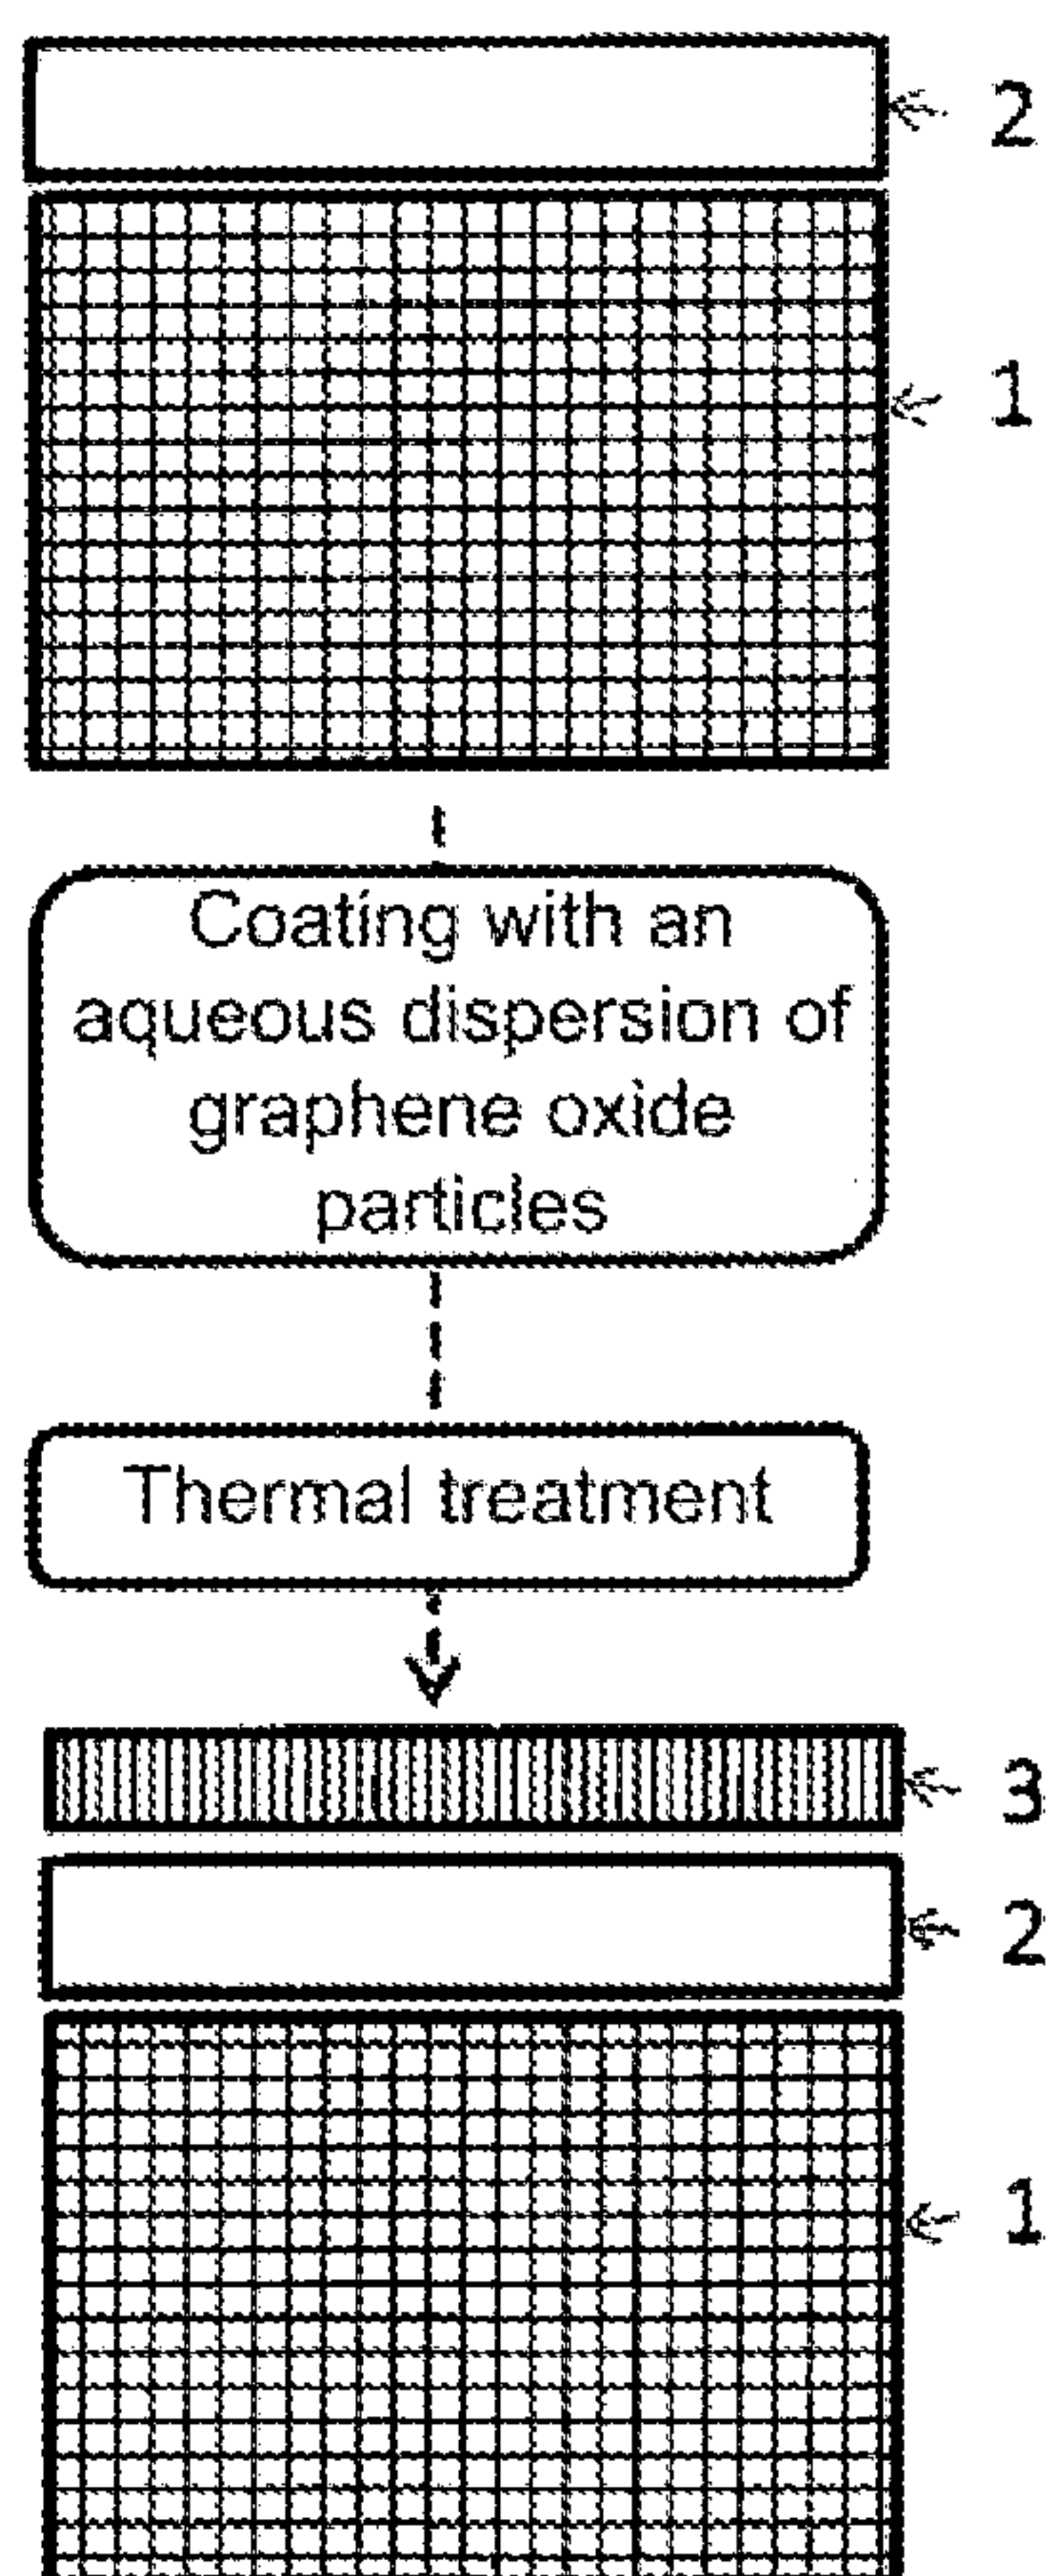 2
1
Coating with an
aqueous dispersion of
graphene oxide
particles
Thermal treatment
3
2
1